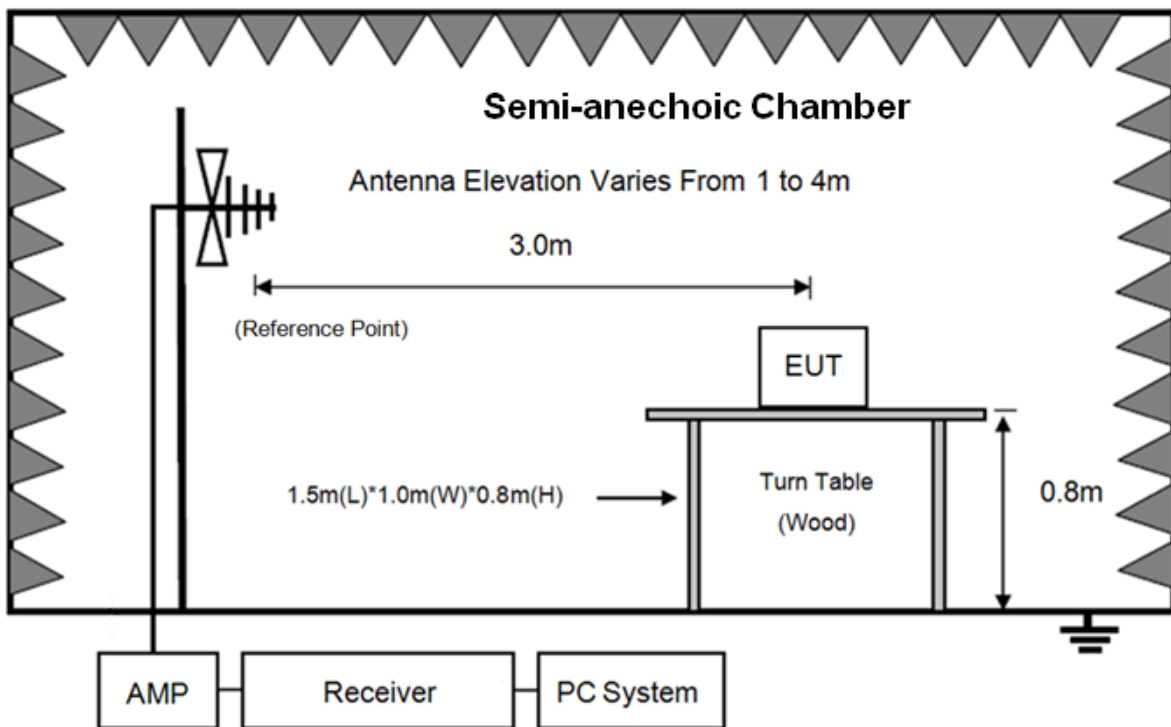 Semi-anechoic Chamber
Antenna Elevation Varies From 1 to 4m
3.0m
(Reference Point)
EUT
1.5m(L)*1.0m(W)*0.8m(H)
Turn Table
(Wood)
0.8m
AMP
Receiver
PC System